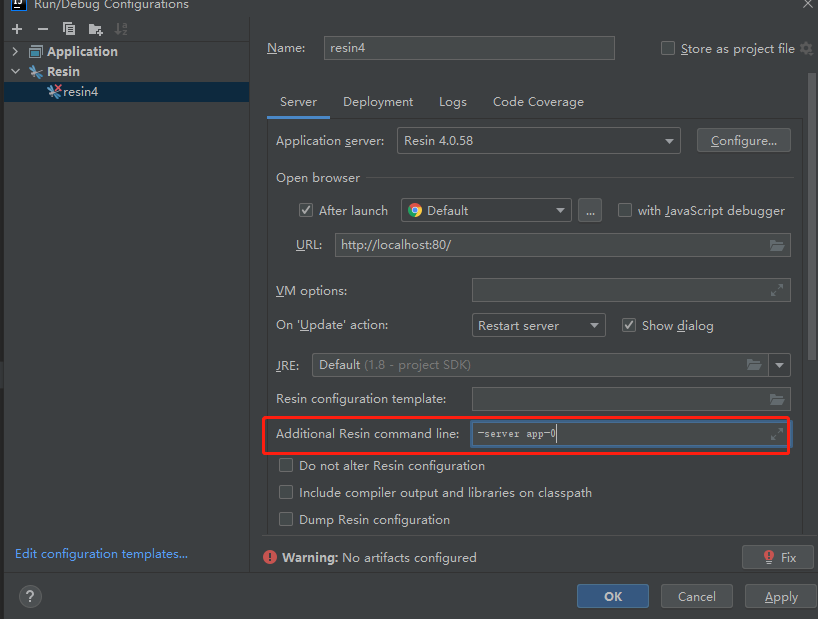 Run/Debug Configurations
Application
Resin
resin4
Name: resin4 Store as project file
Server Deployment Logs Code Coverage
Application server: Resin 4.0.58 Configure...
Open browser
After launch Default ... with JavaScript debugger
URL: http://localhost:80/
VM options:
On 'Update' action: Restart server Show dialog
JRE: Default (1.8 - project SDK)
Resin configuration template:
Additional Resin command line: -server app-0
Do not alter Resin configuration
Include compiler output and libraries on classpath
Dump Resin configuration
Edit configuration templates...
Warning: No artifacts configured Fix
? OK Cancel Apply